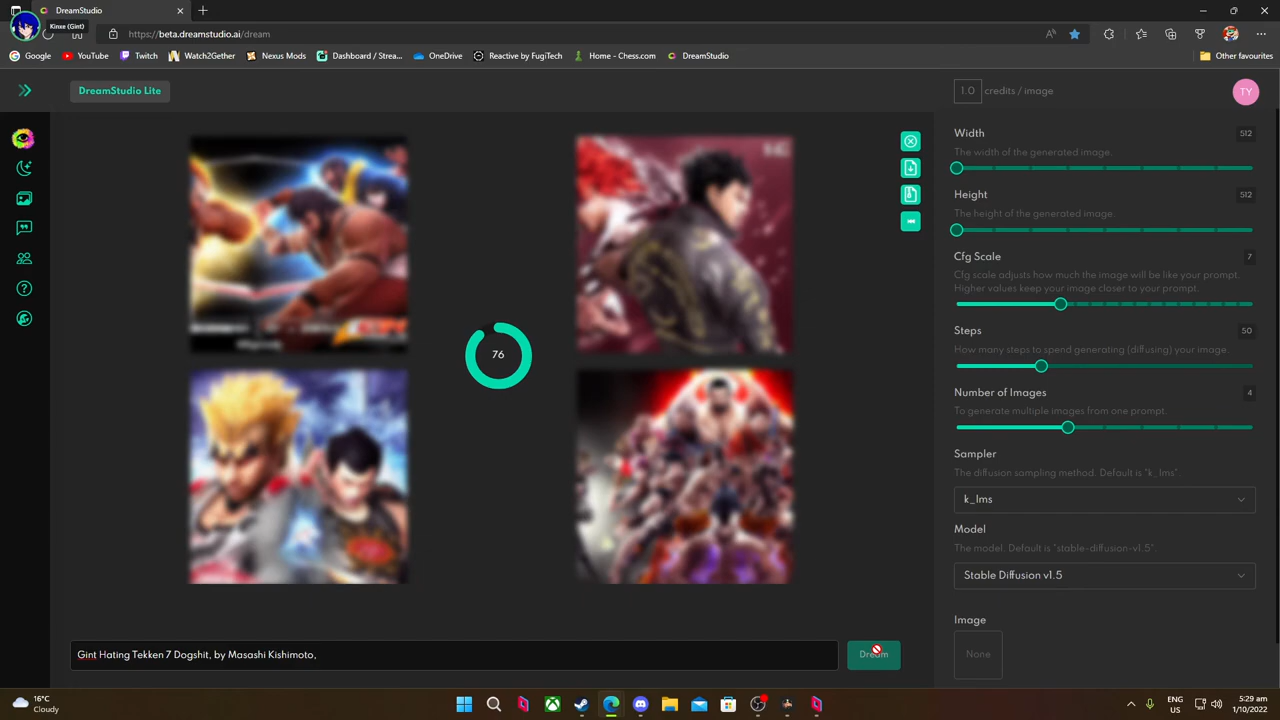 DreamStudio
Kinxe (Gint)
https://beta.dreamstudio.ai/dream
Google
YouTube
Twitch
Watch2Gether
Nexus Mods
Dashboard / Strea...
OneDrive
Reactive by FugiTech
Home - Chess.com
DreamStudio
Other favourites
DreamStudio Lite
1.0 credits / image
TY
Width 512
The width of the generated image.
Height 512
The height of the generated image.
Cfg Scale 7
Cfg scale adjusts how much the image will be like your prompt.
Higher values keep your image closer to your prompt.
Steps 50
How many steps to spend generating (diffusing) your image.
Number of Images 4
To generate multiple images from one prompt.
Sampler
The diffusion sampling method. Default is "k_lms".
k_lms
Model
The model. Default is "stable-diffusion-v1.5".
Stable Diffusion v1.5
Image
None
76
Gint Hating Tekken 7 Dogshit, by Masashi Kishimoto,
Dream
16°C
Cloudy
ENG
US
5:29 am
1/10/2022